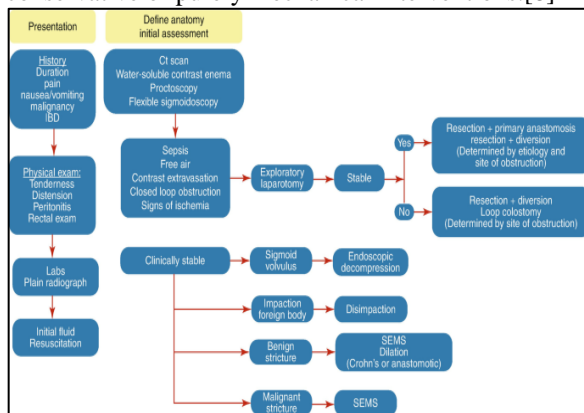 Presentation
Define anatomy
initial assessment
History
Duration
pain
nausea/vomiting
malignancy
IBD
Physical exam:
Tenderness
Distension
Peritonitis
Rectal exam
Labs
Plain radiograph
Initial fluid
Resuscitation
Ct scan
Water-soluble contrast enema
Proctoscopy
Flexible sigmoidoscopy
Sepsis
Free air
Contrast extravasation
Closed loop obstruction
Signs of ischemia
Exploratory
laparotomy
Stable
Yes
Resection + primary anastomosis
resection + diversion
(Determined by etiology and
site of obstruction)
No
Resection + diversion
Loop colostomy
(Determined by site of obstruction)
Clinically stable
Sigmoid
volvulus
Endoscopic
decompression
Impaction
foreign body
Disimpaction
Benign
stricture
SEMS
Dilation
(Crohn's or anastomotic)
Malignant
stricture
SEMS